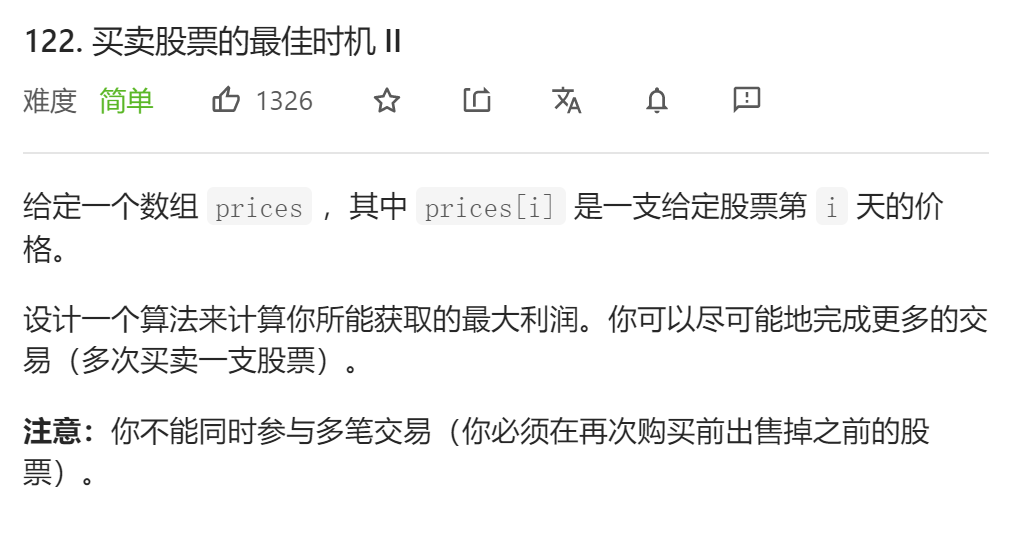 122. 买卖股票的最佳时机 II
难度 简单 1326
给定一个数组 prices ，其中 prices[i] 是一支给定股票第 i 天的价
格。
设计一个算法来计算你所能获取的最大利润。你可以尽可能地完成更多的交
易（多次买卖一支股票）。
注意：你不能同时参与多笔交易（你必须在再次购买前出售掉之前的股
票）。